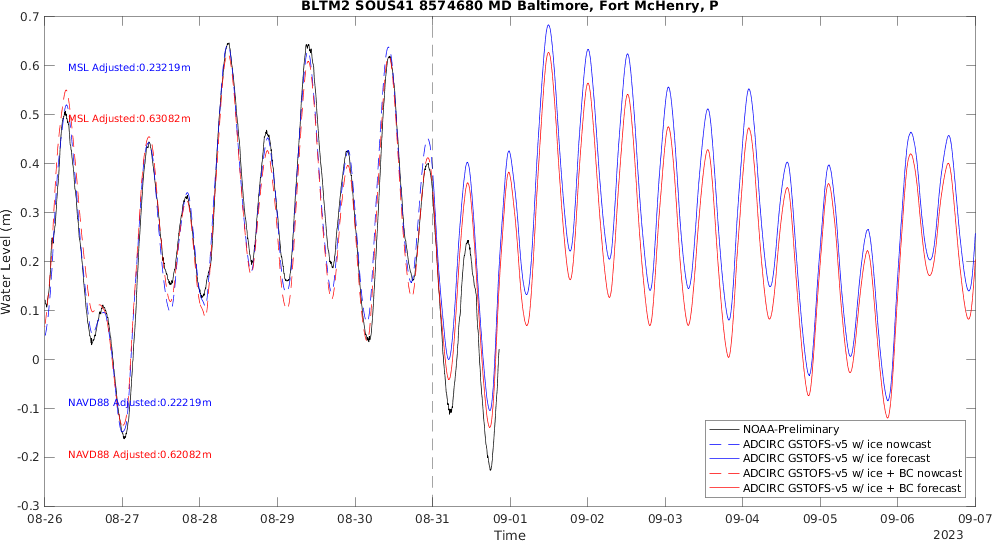 BLTM2 SOUS41 8574680 MD Baltimore, Fort McHenry, P
0.7
0.6
0.5
0.4
0.3
0.2
0.1
0
-0.1
-0.2
-0.3
Water Level (m)
MSL Adjusted:0.23219m
MSL Adjusted:0.63082m
NAVD88 Adjusted:0.22219m
NAVD88 Adjusted:0.62082m
NOAA-Preliminary
ADCIRC GSTOFS-v5 w/ ice nowcast
ADCIRC GSTOFS-v5 w/ ice forecast
ADCIRC GSTOFS-v5 w/ ice + BC nowcast
ADCIRC GSTOFS-v5 w/ ice + BC forecast
08-26 08-27 08-28 08-29 08-30 08-31 09-01 09-02 09-03 09-04 09-05 09-06 09-07
Time
2023